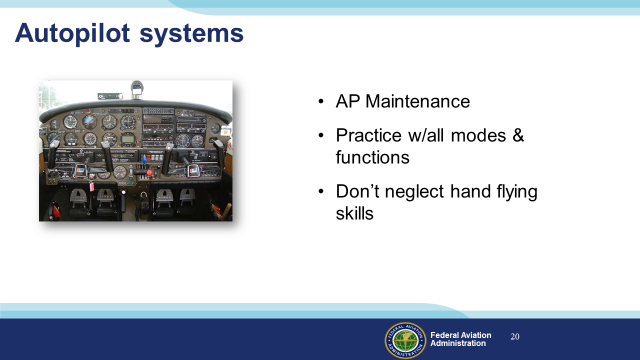 Autopilot systems
• AP Maintenance
• Practice w/all modes &
functions
• Don’t neglect hand flying
skills
Federal Aviation
Administration
20